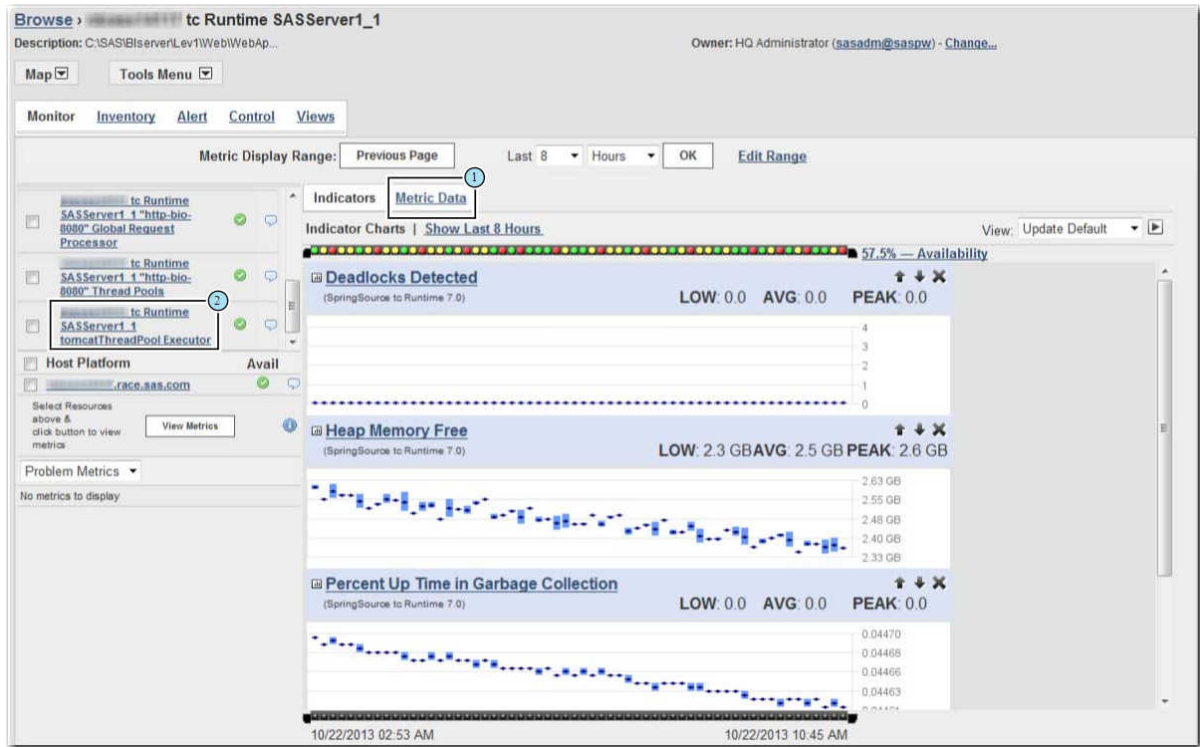 Browse › tc Runtime SASServer1_1
Description: C:\SAS\BIserver\Lev1\Web\WebAp...
Owner: HQ Administrator (sasadm@saspw) - Change...
Map
Tools Menu
Monitor Inventory Alert Control Views
Metric Display Range: Previous Page Last 8 Hours OK Edit Range
1
tc Runtime
SASServer1_1 "http-bio-
8080" Global Request
Processor
tc Runtime
SASServer1_1 "http-bio-
8080" Thread Pools
2
tc Runtime
SASServer1_1
tomcatThreadPool Executor
Host Platform Avail
.race.sas.com
Select Resources
above &
click button to view
metrics
View Metrics
Problem Metrics
No metrics to display
Indicators Metric Data
Indicator Charts | Show Last 8 Hours
View: Update Default
57.5% — Availability
Deadlocks Detected
(SpringSource tc Runtime 7.0)
LOW: 0.0 AVG: 0.0 PEAK: 0.0
4
3
2
1
0
Heap Memory Free
(SpringSource tc Runtime 7.0)
LOW: 2.3 GB AVG: 2.5 GB PEAK: 2.6 GB
2.63 GB
2.55 GB
2.48 GB
2.40 GB
2.33 GB
Percent Up Time in Garbage Collection
(SpringSource tc Runtime 7.0)
LOW: 0.0 AVG: 0.0 PEAK: 0.0
0.04470
0.04468
0.04466
0.04463
10/22/2013 02:53 AM
10/22/2013 10:45 AM